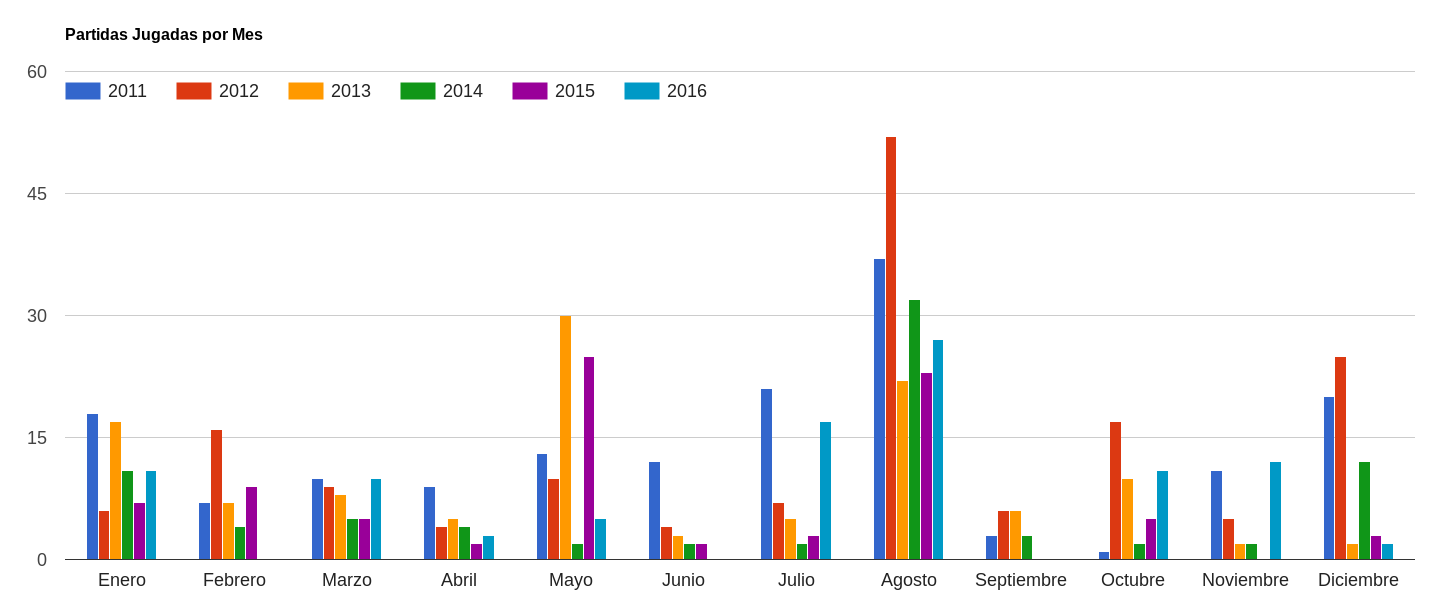 Partidas Jugadas por Mes
60
2011 2012 2013 2014 2015 2016
45
30
15
0
Enero Febrero Marzo Abril Mayo Junio Julio Agosto Septiembre Octubre Noviembre Diciembre